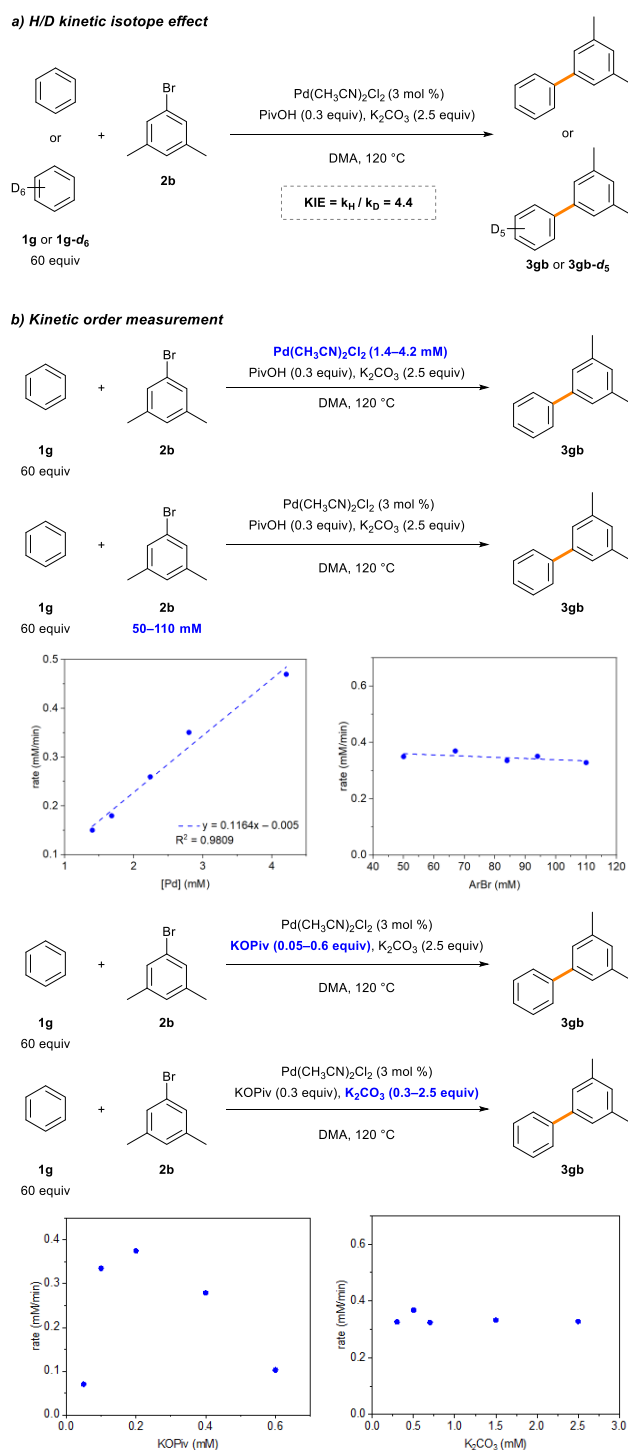 a) H/D kinetic isotope effect
or
D6
1g or 1g-d6
60 equiv
+
Br
2b
Pd(CH3CN)2Cl2 (3 mol %)
PivOH (0.3 equiv), K2CO3 (2.5 equiv)
DMA, 120 °C
KIE = kH / kD = 4.4
or
D5
3gb or 3gb-d5
b) Kinetic order measurement
1g
60 equiv
+
Br
2b
Pd(CH3CN)2Cl2 (1.4–4.2 mM)
PivOH (0.3 equiv), K2CO3 (2.5 equiv)
DMA, 120 °C
3gb
1g
60 equiv
+
Br
2b
50–110 mM
Pd(CH3CN)2Cl2 (3 mol %)
PivOH (0.3 equiv), K2CO3 (2.5 equiv)
DMA, 120 °C
3gb
rate (mM/min)
0.5
0.4
0.3
0.2
0.1
y = 0.1164x – 0.005
R2 = 0.9809
1 2 3 4
[Pd] (mM)
rate (mM/min)
0.6
0.4
0.2
0.0
40 50 60 70 80 90 100 110 120
ArBr (mM)
1g
60 equiv
+
Br
2b
Pd(CH3CN)2Cl2 (3 mol %)
KOPiv (0.05–0.6 equiv), K2CO3 (2.5 equiv)
DMA, 120 °C
3gb
1g
60 equiv
+
Br
2b
Pd(CH3CN)2Cl2 (3 mol %)
KOPiv (0.3 equiv), K2CO3 (0.3–2.5 equiv)
DMA, 120 °C
3gb
rate (mM/min)
0.4
0.3
0.2
0.1
0.0
0.0 0.2 0.4 0.6
KOPiv (mM)
rate (mM/min)
0.6
0.4
0.2
0.0
0.0 0.5 1.0 1.5 2.0 2.5 3.0
K2CO3 (mM)